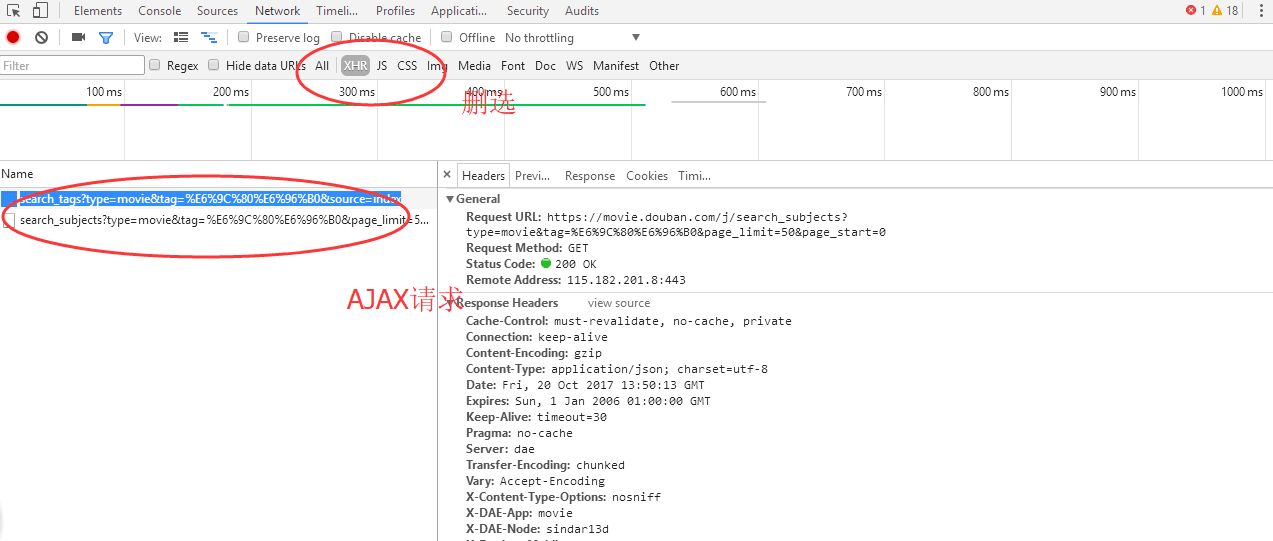 Elements Console Sources Network Timeli... Profiles Applicati... Security Audits 1 18
View: Preserve log Disable cache Offline No throttling
Filter Regex Hide data URLs All XHR JS CSS Img Media Font Doc WS Manifest Other
100 ms 200 ms 300 ms 400 ms 500 ms 600 ms 700 ms 800 ms 900 ms 1000 ms
删选
Name
search_tags?type=movie&tag=%E6%9C%80%E6%96%B0&source=index
search_subjects?type=movie&tag=%E6%9C%80%E6%96%B0&page_limit=5...
AJAX请求
× Headers Previ... Response Cookies Timi...
General
Request URL: https://movie.douban.com/j/search_subjects?
type=movie&tag=%E6%9C%80%E6%96%B0&page_limit=50&page_start=0
Request Method: GET
Status Code: 200 OK
Remote Address: 115.182.201.8:443
Response Headers view source
Cache-Control: must-revalidate, no-cache, private
Connection: keep-alive
Content-Encoding: gzip
Content-Type: application/json; charset=utf-8
Date: Fri, 20 Oct 2017 13:50:13 GMT
Expires: Sun, 1 Jan 2006 01:00:00 GMT
Keep-Alive: timeout=30
Pragma: no-cache
Server: dae
Transfer-Encoding: chunked
Vary: Accept-Encoding
X-Content-Type-Options: nosniff
X-DAE-App: movie
X-DAE-Node: sindar13d